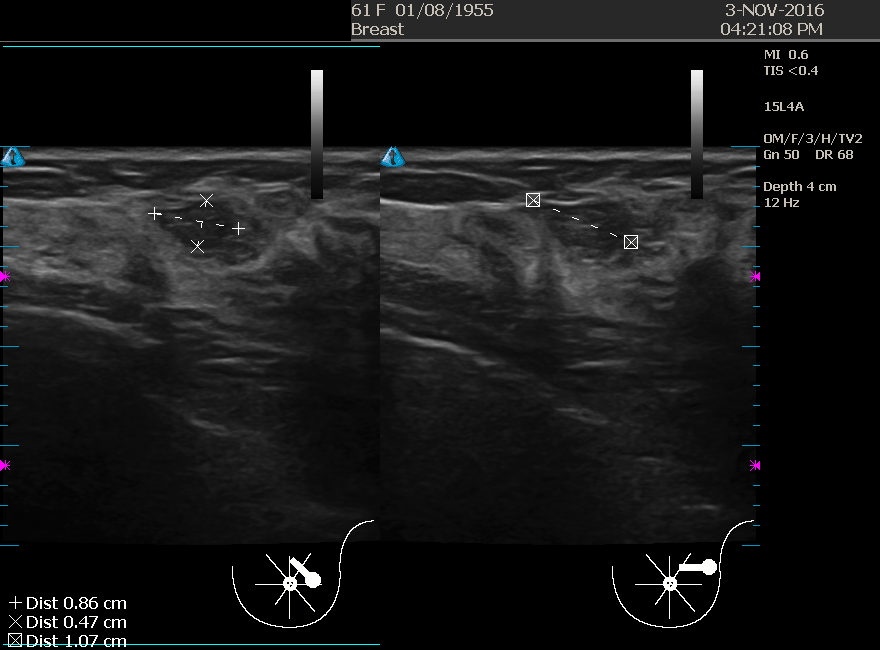 61 F 01/08/1955 3-NOV-2016
Breast 04:21:08 PM
MI 0.6
TIS <0.4
15L4A
OM/F/3/H/TV2
Gn 50 DR 68
Depth 4 cm
12 Hz
Dist 0.86 cm
Dist 0.47 cm
Dist 1.07 cm